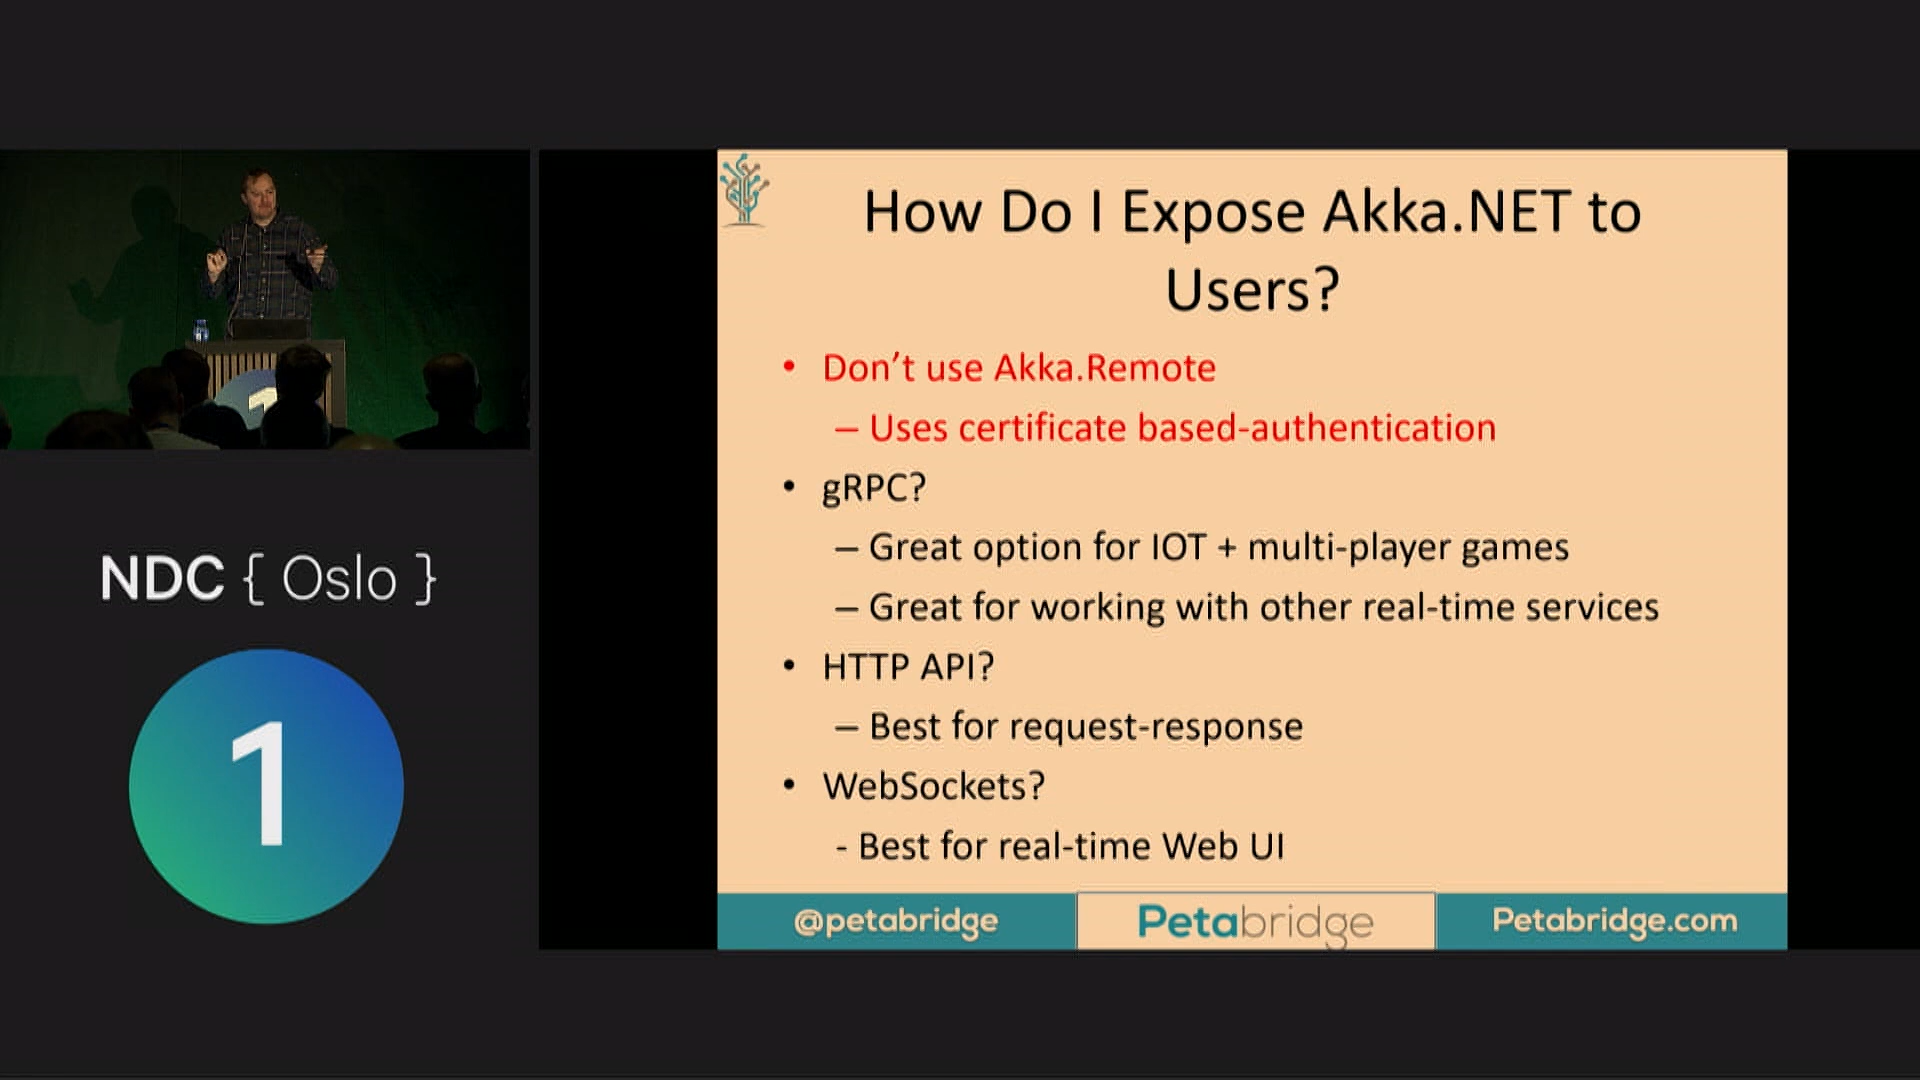 How Do I Expose Akka.NET to
Users?
• Don’t use Akka.Remote
– Uses certificate based-authentication
• gRPC?
– Great option for IOT + multi-player games
– Great for working with other real-time services
• HTTP API?
– Best for request-response
• WebSockets?
- Best for real-time Web UI
@petabridge
Petabridge
Petabridge.com
NDC { Oslo }
1
1